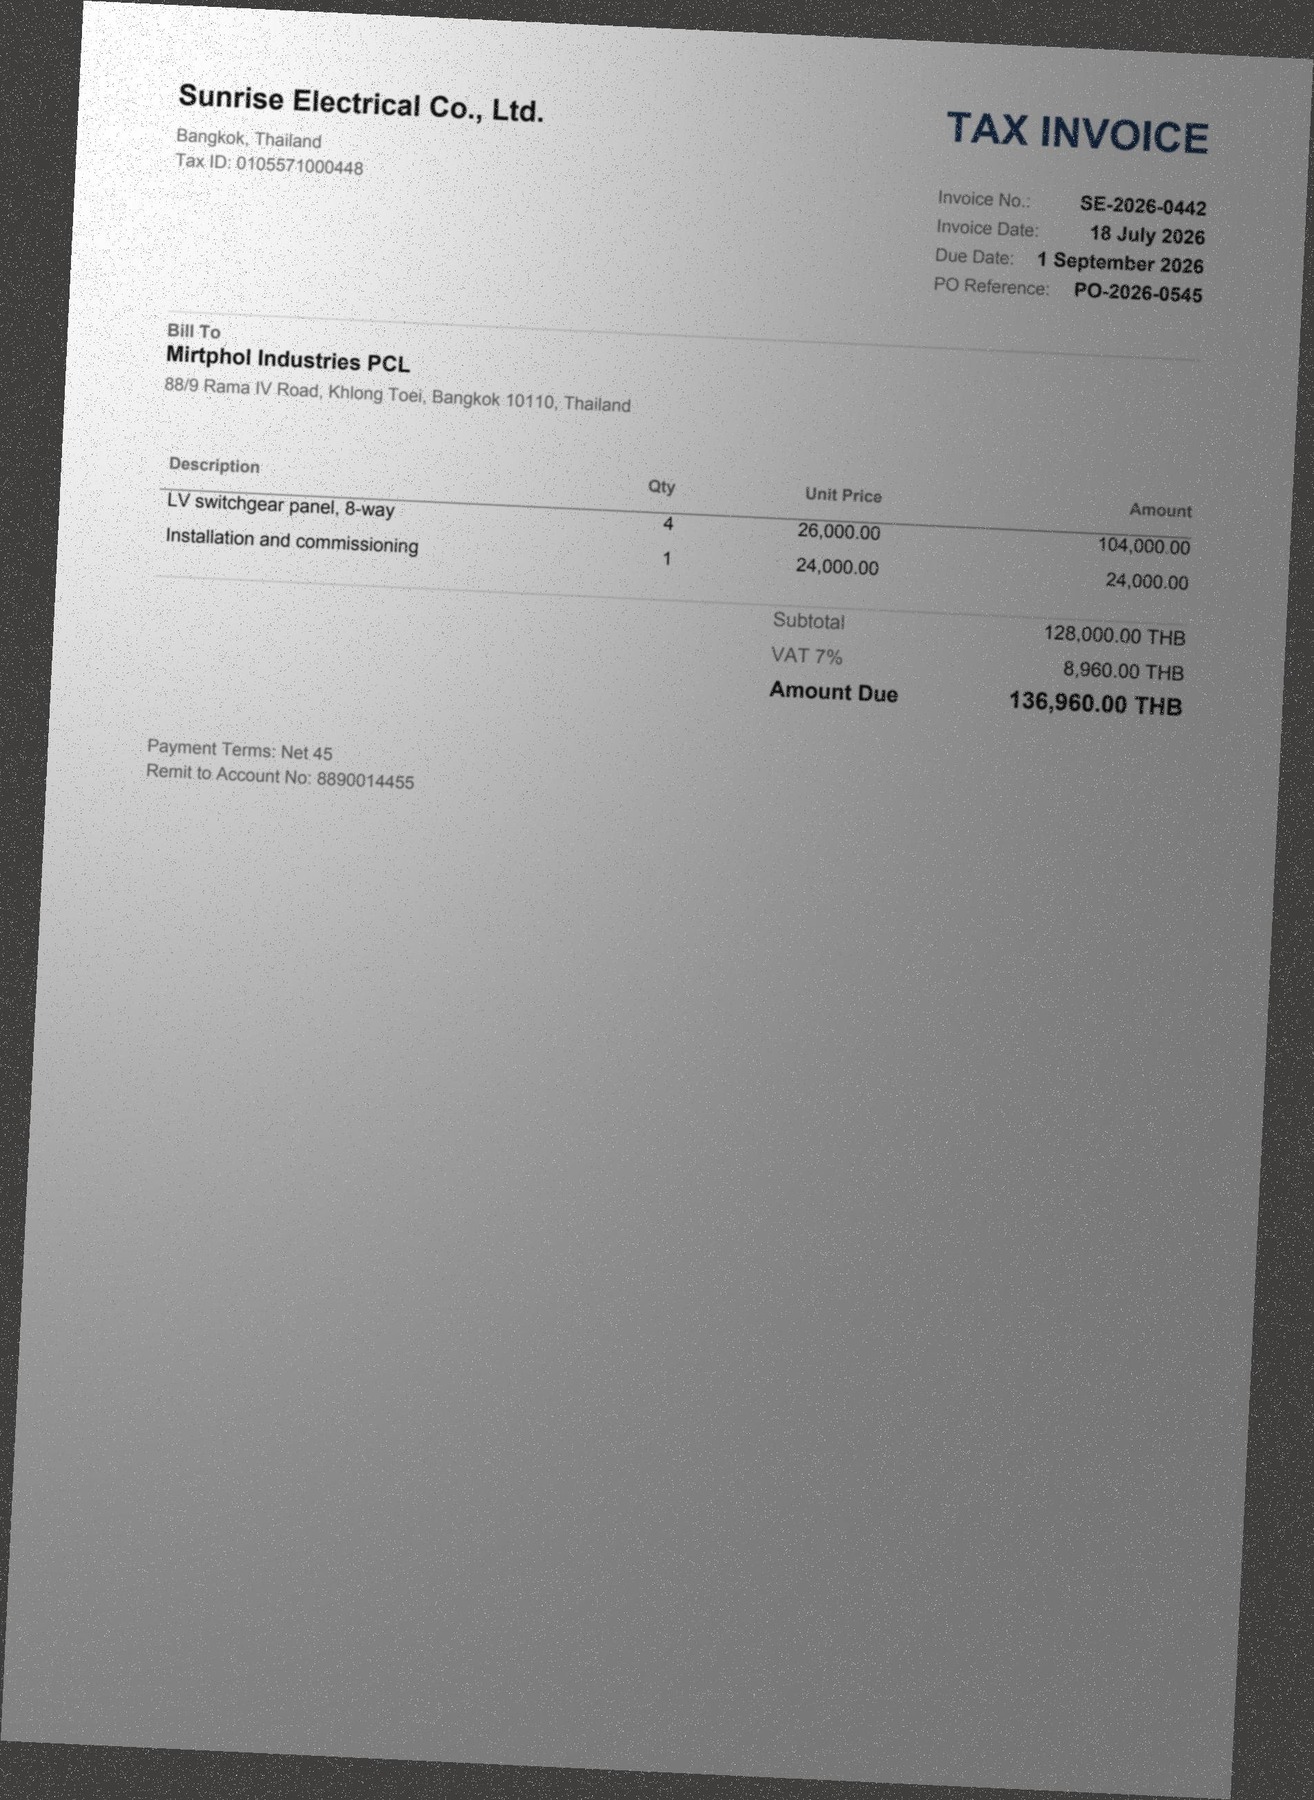 Sunrise Electrical Co., Ltd.
Bangkok, Thailand
Tax ID: 0105571000448
TAX INVOICE
Invoice No.: SE-2026-0442
Invoice Date: 18 July 2026
Due Date: 1 September 2026
PO Reference: PO-2026-0545
Bill To
Mirtphol Industries PCL
88/9 Rama IV Road, Khlong Toei, Bangkok 10110, Thailand
Description Qty Unit Price Amount
LV switchgear panel, 8-way 4 26,000.00 104,000.00
Installation and commissioning 1 24,000.00 24,000.00
Subtotal 128,000.00 THB
VAT 7% 8,960.00 THB
Amount Due 136,960.00 THB
Payment Terms: Net 45
Remit to Account No: 8890014455